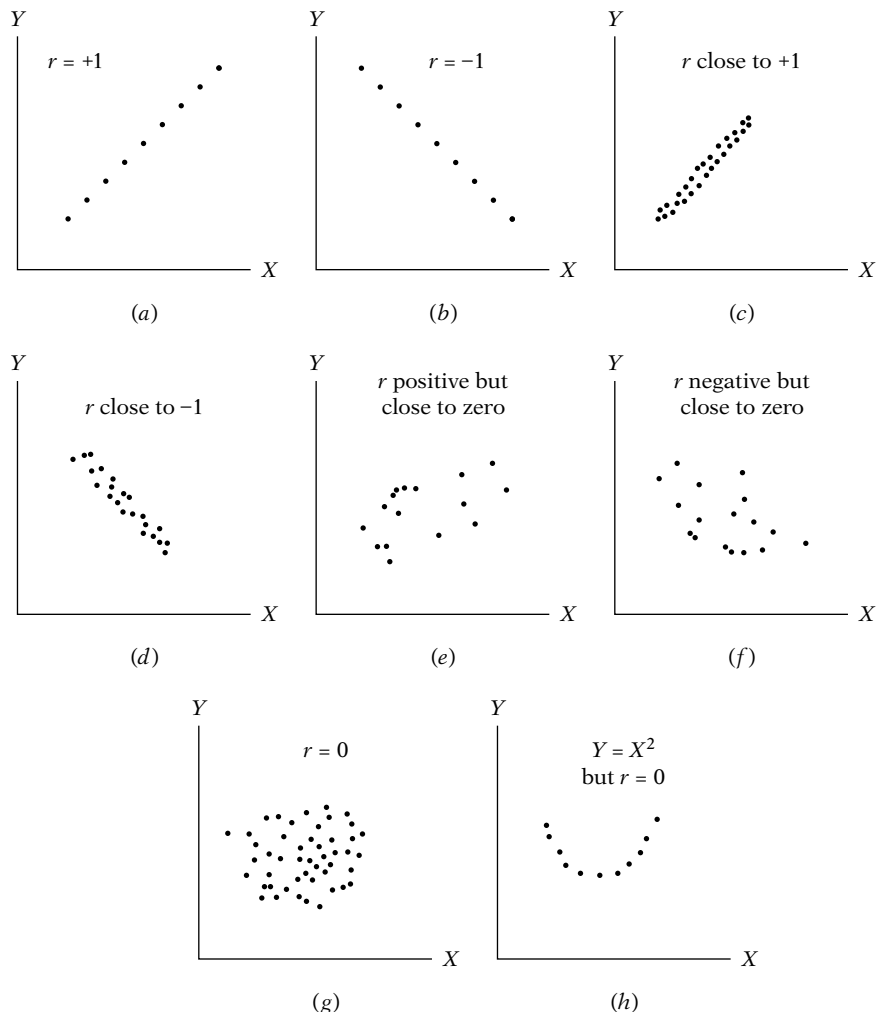 Y
r = +1
X
(a)
Y
r = −1
X
(b)
Y
r close to +1
X
(c)
Y
r close to −1
X
(d)
Y
r positive but
close to zero
X
(e)
Y
r negative but
close to zero
X
(f)
Y
r = 0
X
(g)
Y
Y = X²
but r = 0
X
(h)